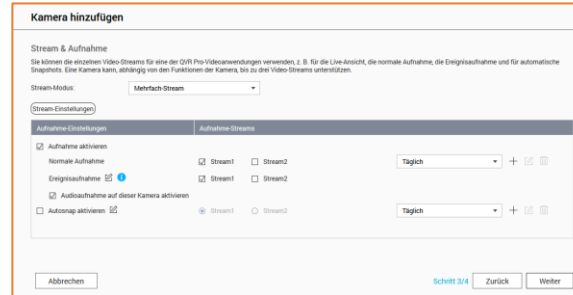 Kamera hinzufügen
Stream & Aufnahme
Sie können die einzelnen Video-Streams für eine der QVR Pro-Videoanwendungen verwenden, z. B. für die Live-Ansicht, die normale Aufnahme, die Ereignisaufnahme und für automatische
Snapshots. Eine Kamera kann, abhängig von den Funktionen der Kamera, bis zu drei Video-Streams unterstützen.
Stream-Modus: Mehrfach-Stream
Stream-Einstellungen
Aufnahme-Einstellungen Aufnahme-Streams
Aufnahme aktivieren
Normale Aufnahme Stream1 Stream2 Täglich
Ereignisaufnahme Stream1 Stream2
Audioaufnahme auf dieser Kamera aktivieren
Autosnap aktivieren Stream1 Stream2 Täglich
Abbrechen Schritt 3/4 Zurück Weiter